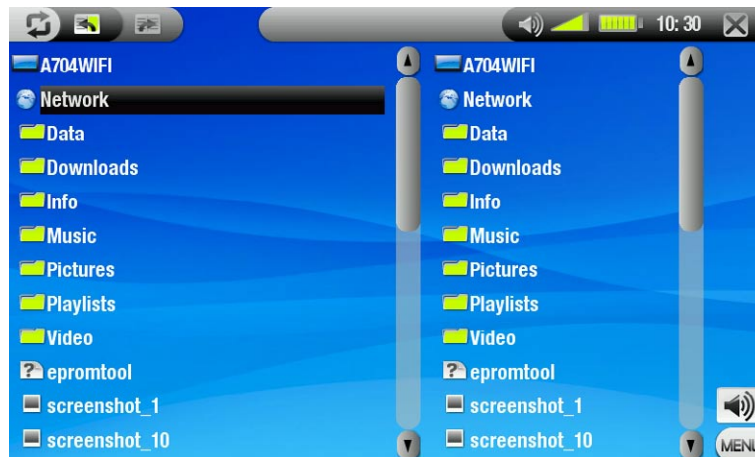 10:30
A704WIFI
Network
Data
Downloads
Info
Music
Pictures
Playlists
Video
epromtool
screenshot_1
screenshot_10
A704WIFI
Network
Data
Downloads
Info
Music
Pictures
Playlists
Video
epromtool
screenshot_1
screenshot_10
MENU